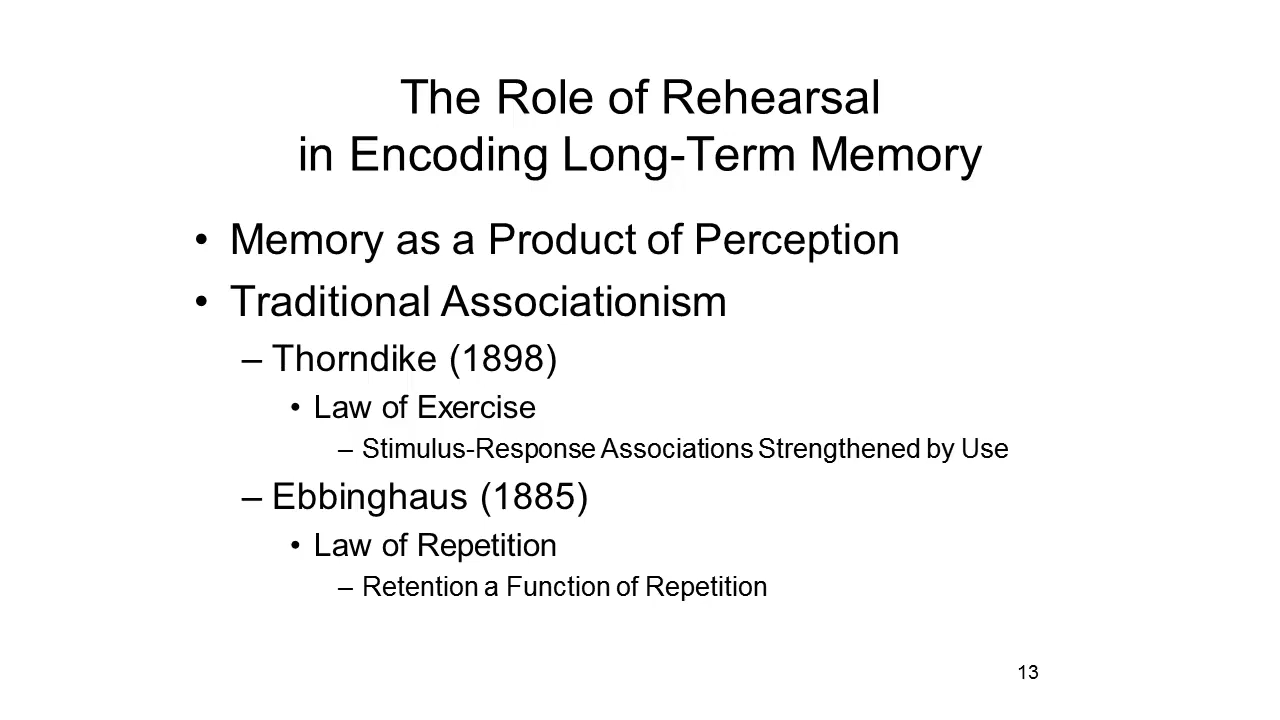 The Role of Rehearsal
in Encoding Long-Term Memory
• Memory as a Product of Perception
• Traditional Associationism
– Thorndike (1898)
• Law of Exercise
– Stimulus-Response Associations Strengthened by Use
– Ebbinghaus (1885)
• Law of Repetition
– Retention a Function of Repetition
13